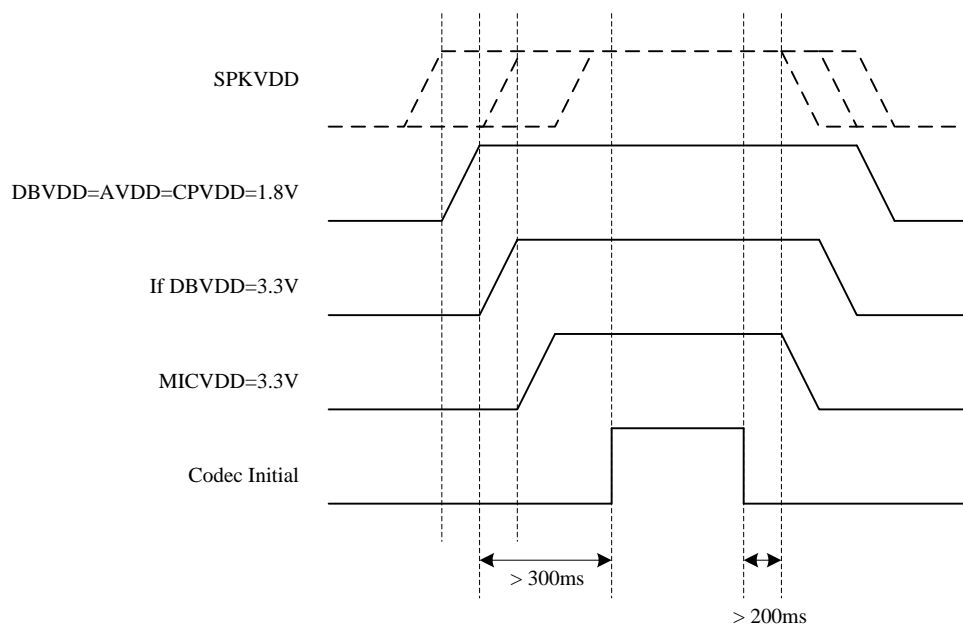 SPKVDD
DBVDD=AVDD=CPVDD=1.8V
If DBVDD=3.3V
MICVDD=3.3V
Codec Initial
> 300ms
> 200ms